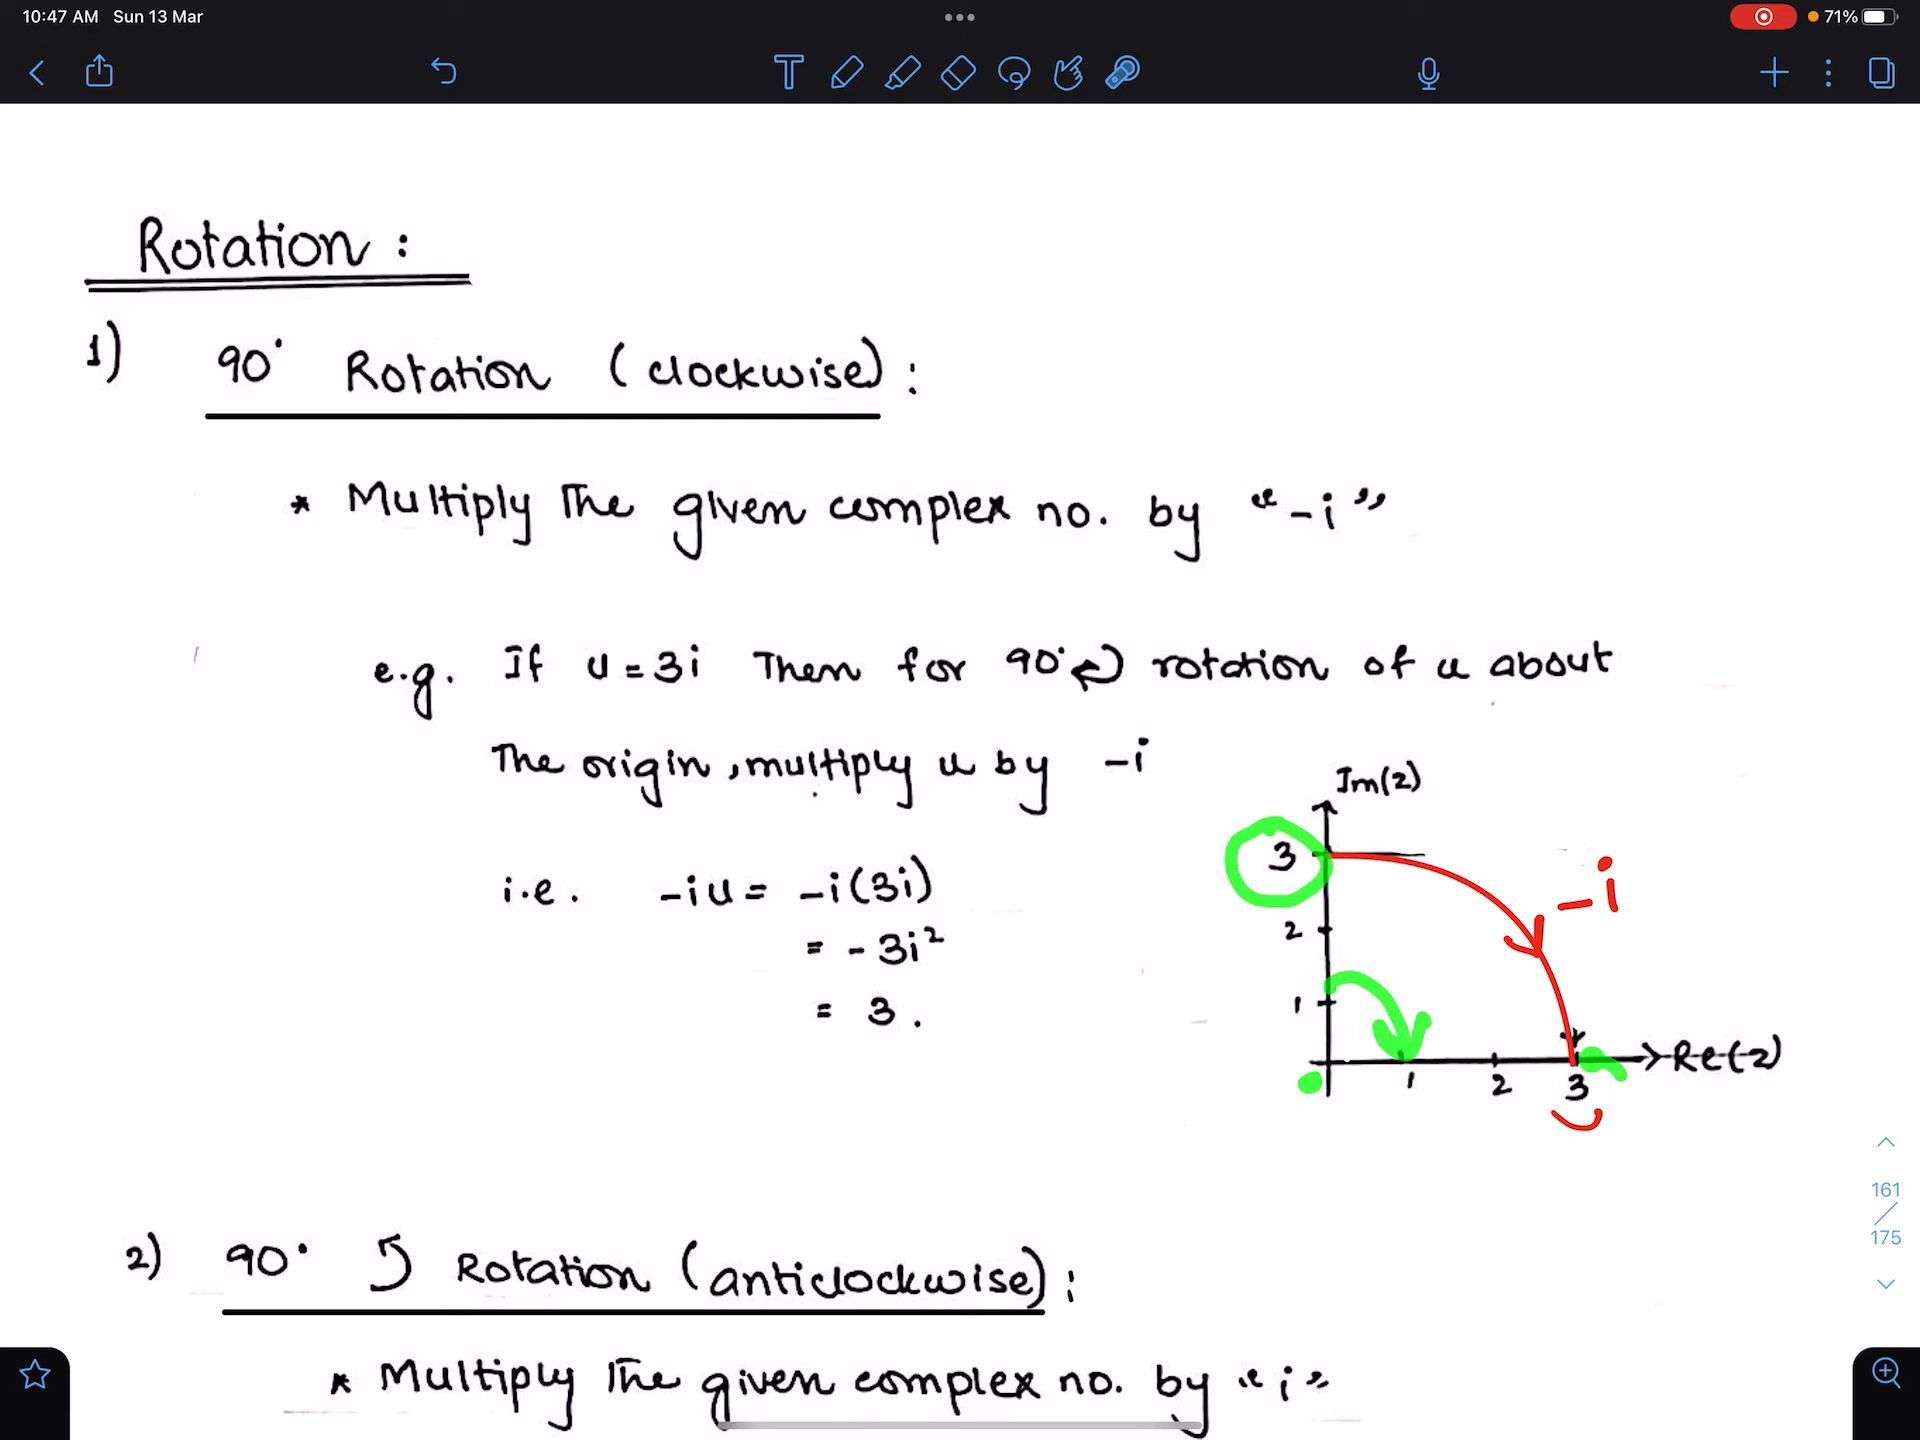 10:47 AM Sun 13 Mar
71%
Rotation :
1) 90° Rotation (clockwise) :
* Multiply The given complex no. by “-i”
e.g. If u = 3i Then for 90° rotation of u about
The origin, multiply u by -i
i.e. -iu = -i(3i)
= -3i²
= 3.
Im(z)
3
-i
2
1
Re(z)
1 2 3
161
/
175
2) 90° Rotation (anticlockwise) :
* Multiply The given complex no. by “i”